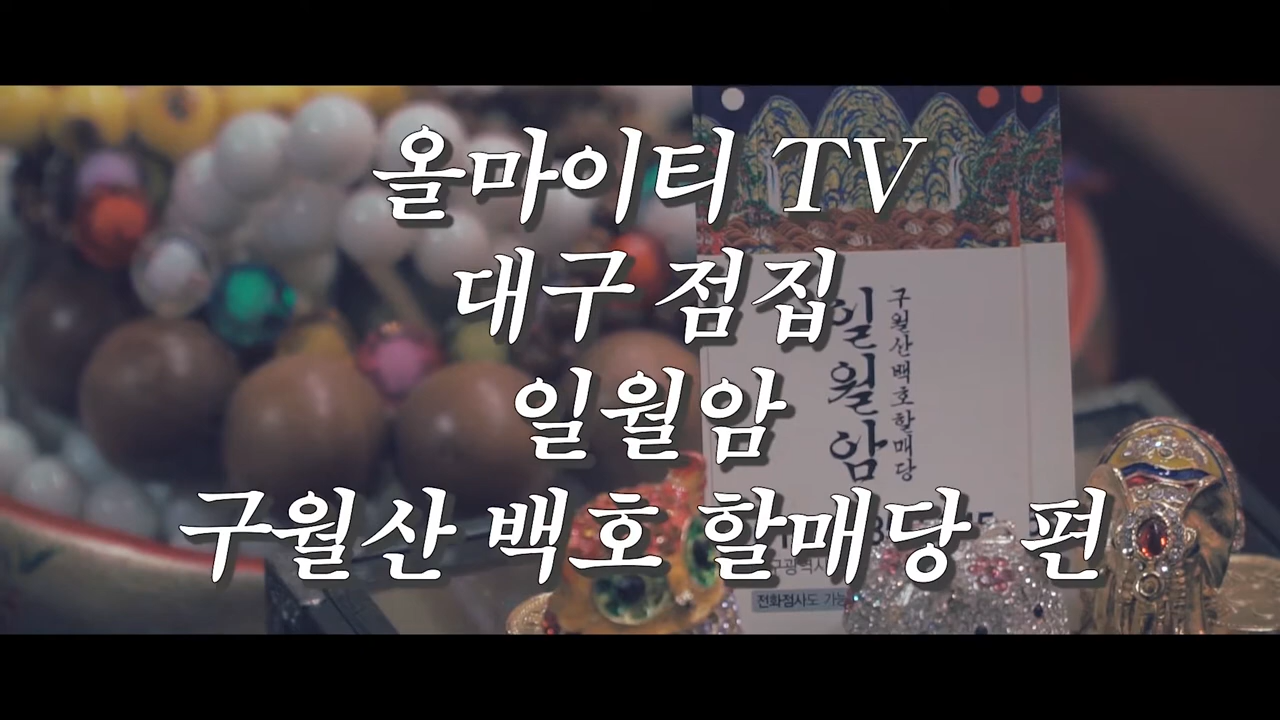 올마이티 TV
대구 점집
일월암
구월산 백호 할매당 편
구월산백호할매당
일월암
전화점사도 가능